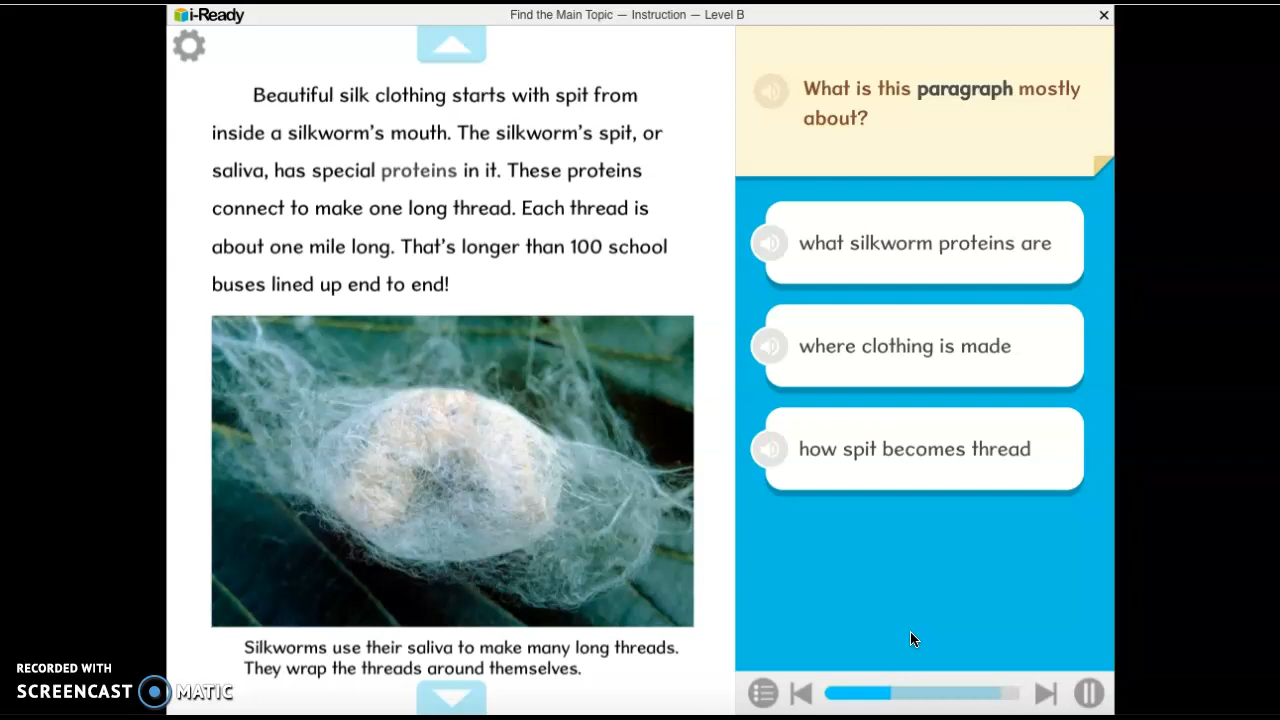 i-Ready
Find the Main Topic — Instruction — Level B
Beautiful silk clothing starts with spit from
inside a silkworm's mouth. The silkworm's spit, or
saliva, has special proteins in it. These proteins
connect to make one long thread. Each thread is
about one mile long. That's longer than 100 school
buses lined up end to end!
Silkworms use their saliva to make many long threads.
They wrap the threads around themselves.
What is this paragraph mostly
about?
what silkworm proteins are
where clothing is made
how spit becomes thread
RECORDED WITH
SCREENCAST MATIC